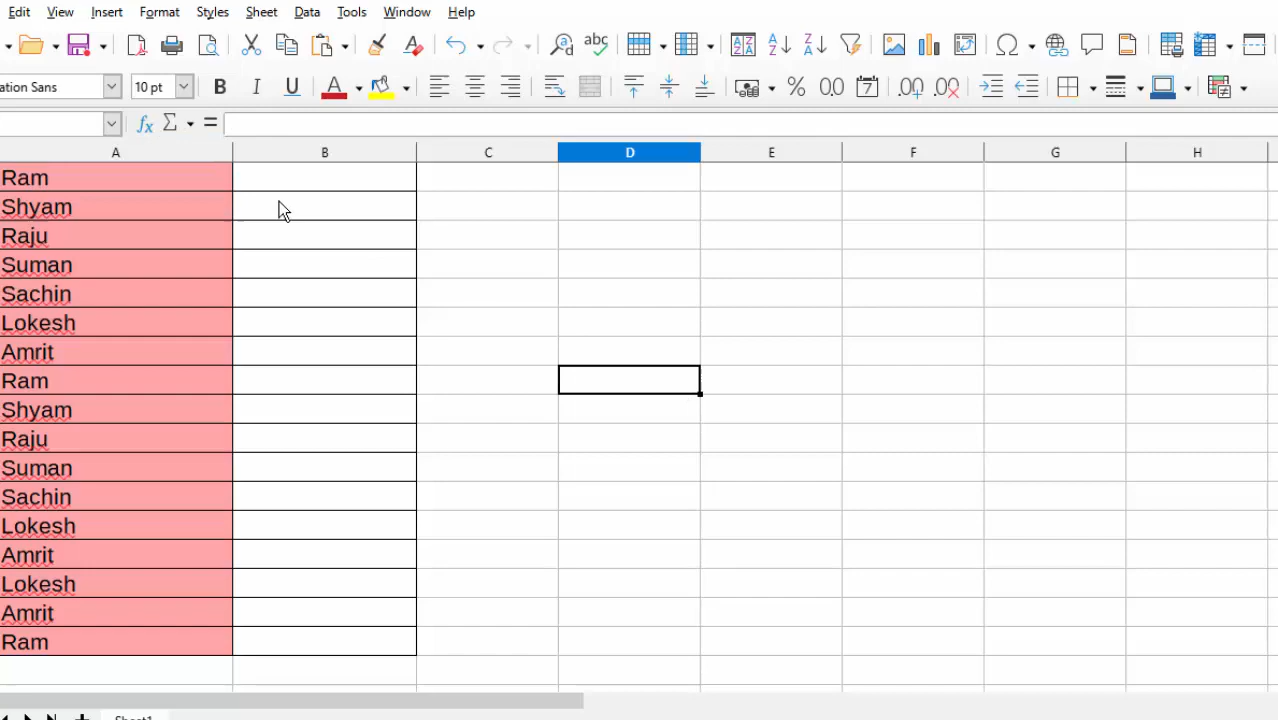 Edit View Insert Format Styles Sheet Data Tools Window Help
ation Sans 10 pt B I U A
A B C D E F G H
Ram
Shyam
Raju
Suman
Sachin
Lokesh
Amrit
Ram
Shyam
Raju
Suman
Sachin
Lokesh
Amrit
Lokesh
Amrit
Ram
Sheet1